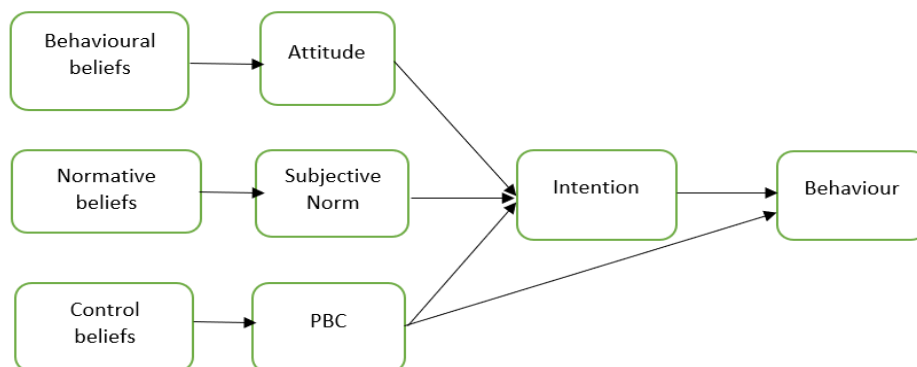 Behavioural
beliefs
Attitude
Normative
beliefs
Subjective
Norm
Intention
Behaviour
Control
beliefs
PBC